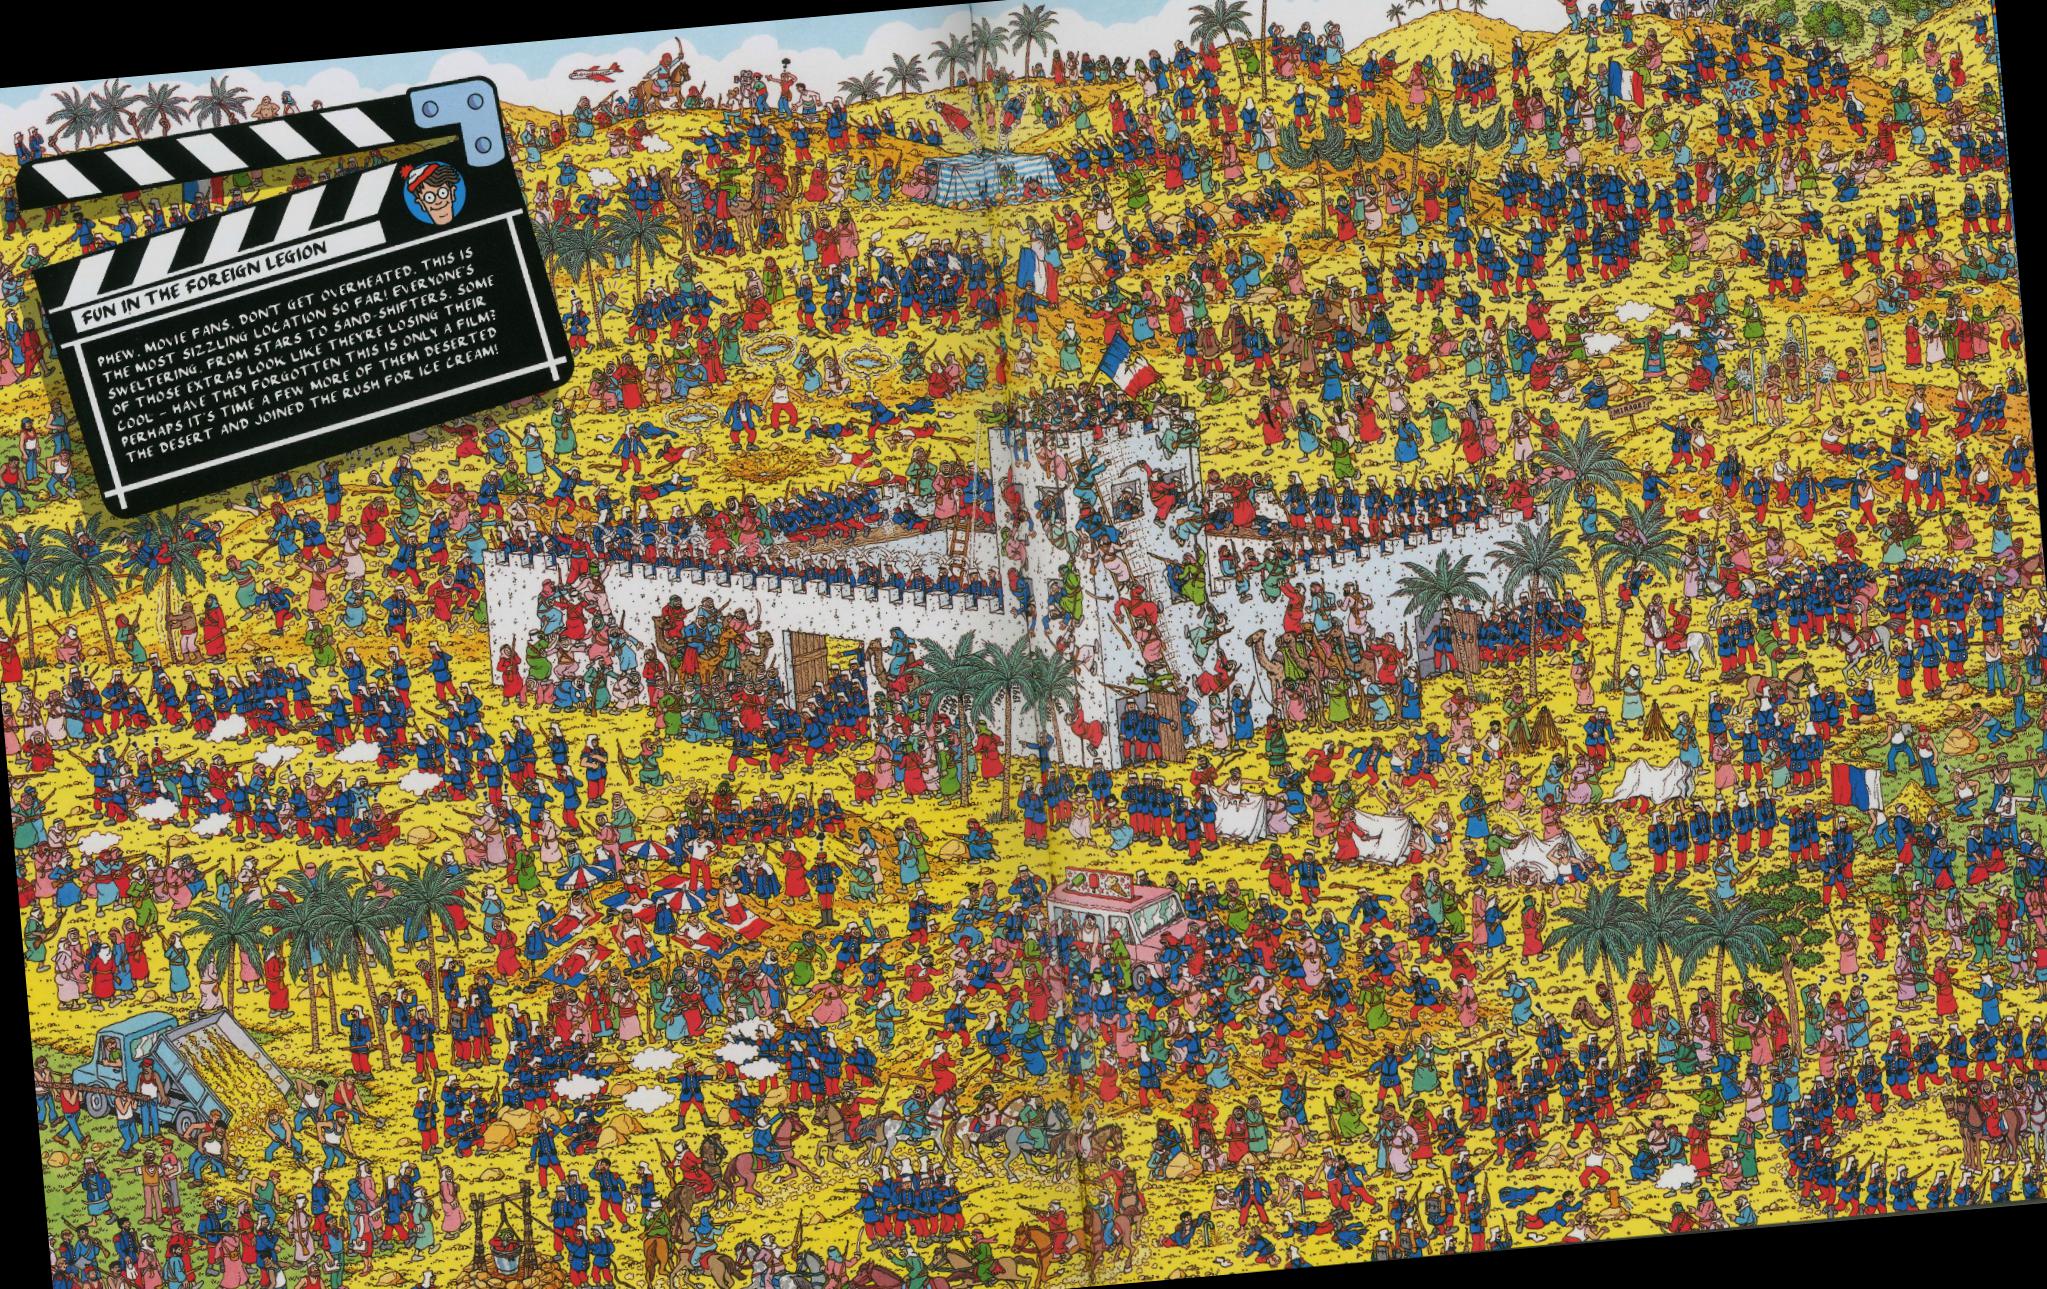 FUN IN THE FOREIGN LEGION
PHEW, MOVIE FANS, DON'T GET OVERHEATED. THIS IS
THE MOST SIZZLING LOCATION SO FAR! EVERYONE'S
SWELTERING, FROM STARS TO SAND-SHIFTERS. SOME
OF THOSE EXTRAS LOOK LIKE THEY'RE LOSING THEIR
COOL - HAVE THEY FORGOTTEN THIS IS ONLY A FILM?
PERHAPS IT'S TIME A FEW MORE OF THEM DESERTED
THE DESERT AND JOINED THE RUSH FOR ICE CREAM!
MIRAGE!